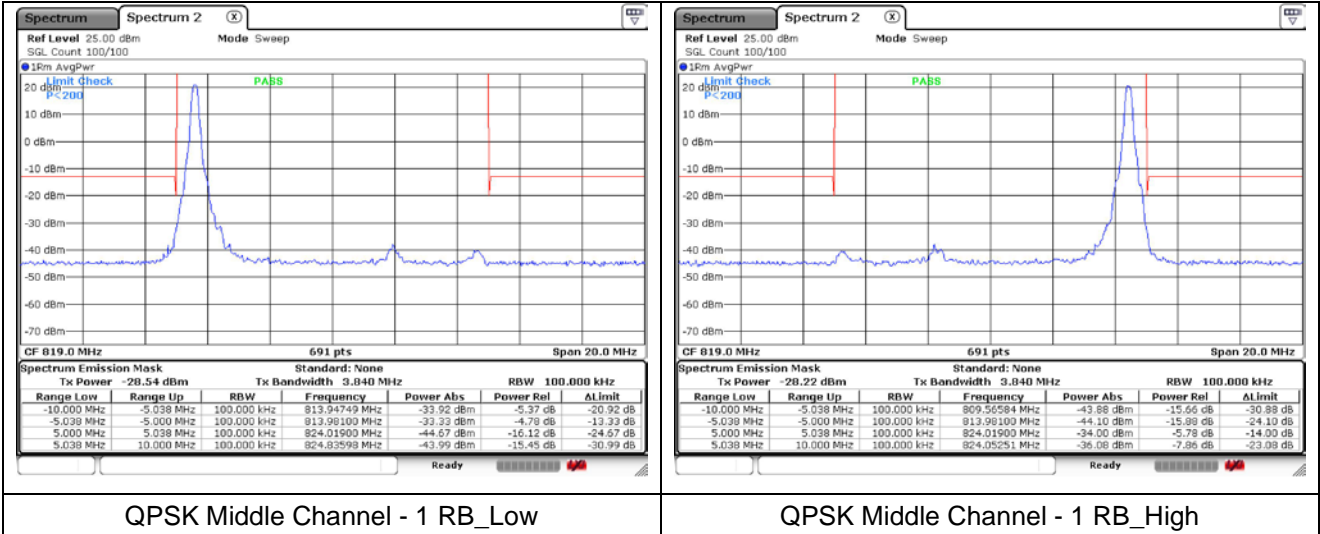 Spectrum Spectrum 2 X
Ref Level 25.00 dBm Mode Sweep
SGL Count 100/100
1Rm AvgPwr
Limit Check PASS
P<200
20 dBm
10 dBm
0 dBm
-10 dBm
-20 dBm
-30 dBm
-40 dBm
-50 dBm
-60 dBm
-70 dBm
CF 819.0 MHz 691 pts Span 20.0 MHz
Spectrum Emission Mask Standard: None
Tx Power -28.54 dBm Tx Bandwidth 3.840 MHz RBW 100.000 kHz
Range Low Range Up RBW Frequency Power Abs Power Rel ΔLimit
-10.000 MHz -5.038 MHz 100.000 kHz 813.94749 MHz -33.92 dBm -5.37 dB -20.92 dB
-5.038 MHz -5.000 MHz 100.000 kHz 813.98100 MHz -33.33 dBm -4.78 dB -13.33 dB
5.000 MHz 5.038 MHz 100.000 kHz 824.01900 MHz -44.67 dBm -16.12 dB -24.67 dB
5.038 MHz 10.000 MHz 100.000 kHz 824.83598 MHz -43.99 dBm -15.45 dB -30.99 dB
Ready
QPSK Middle Channel - 1 RB_Low
Spectrum Spectrum 2 X
Ref Level 25.00 dBm Mode Sweep
SGL Count 100/100
1Rm AvgPwr
Limit Check PASS
P<200
20 dBm
10 dBm
0 dBm
-10 dBm
-20 dBm
-30 dBm
-40 dBm
-50 dBm
-60 dBm
-70 dBm
CF 819.0 MHz 691 pts Span 20.0 MHz
Spectrum Emission Mask Standard: None
Tx Power -28.22 dBm Tx Bandwidth 3.840 MHz RBW 100.000 kHz
Range Low Range Up RBW Frequency Power Abs Power Rel ΔLimit
-10.000 MHz -5.038 MHz 100.000 kHz 809.56584 MHz -43.88 dBm -15.66 dB -30.88 dB
-5.038 MHz -5.000 MHz 100.000 kHz 813.98100 MHz -44.10 dBm -15.88 dB -24.10 dB
5.000 MHz 5.038 MHz 100.000 kHz 824.01900 MHz -34.00 dBm -5.78 dB -14.00 dB
5.038 MHz 10.000 MHz 100.000 kHz 824.05251 MHz -36.08 dBm -7.86 dB -23.08 dB
Ready
QPSK Middle Channel - 1 RB_High